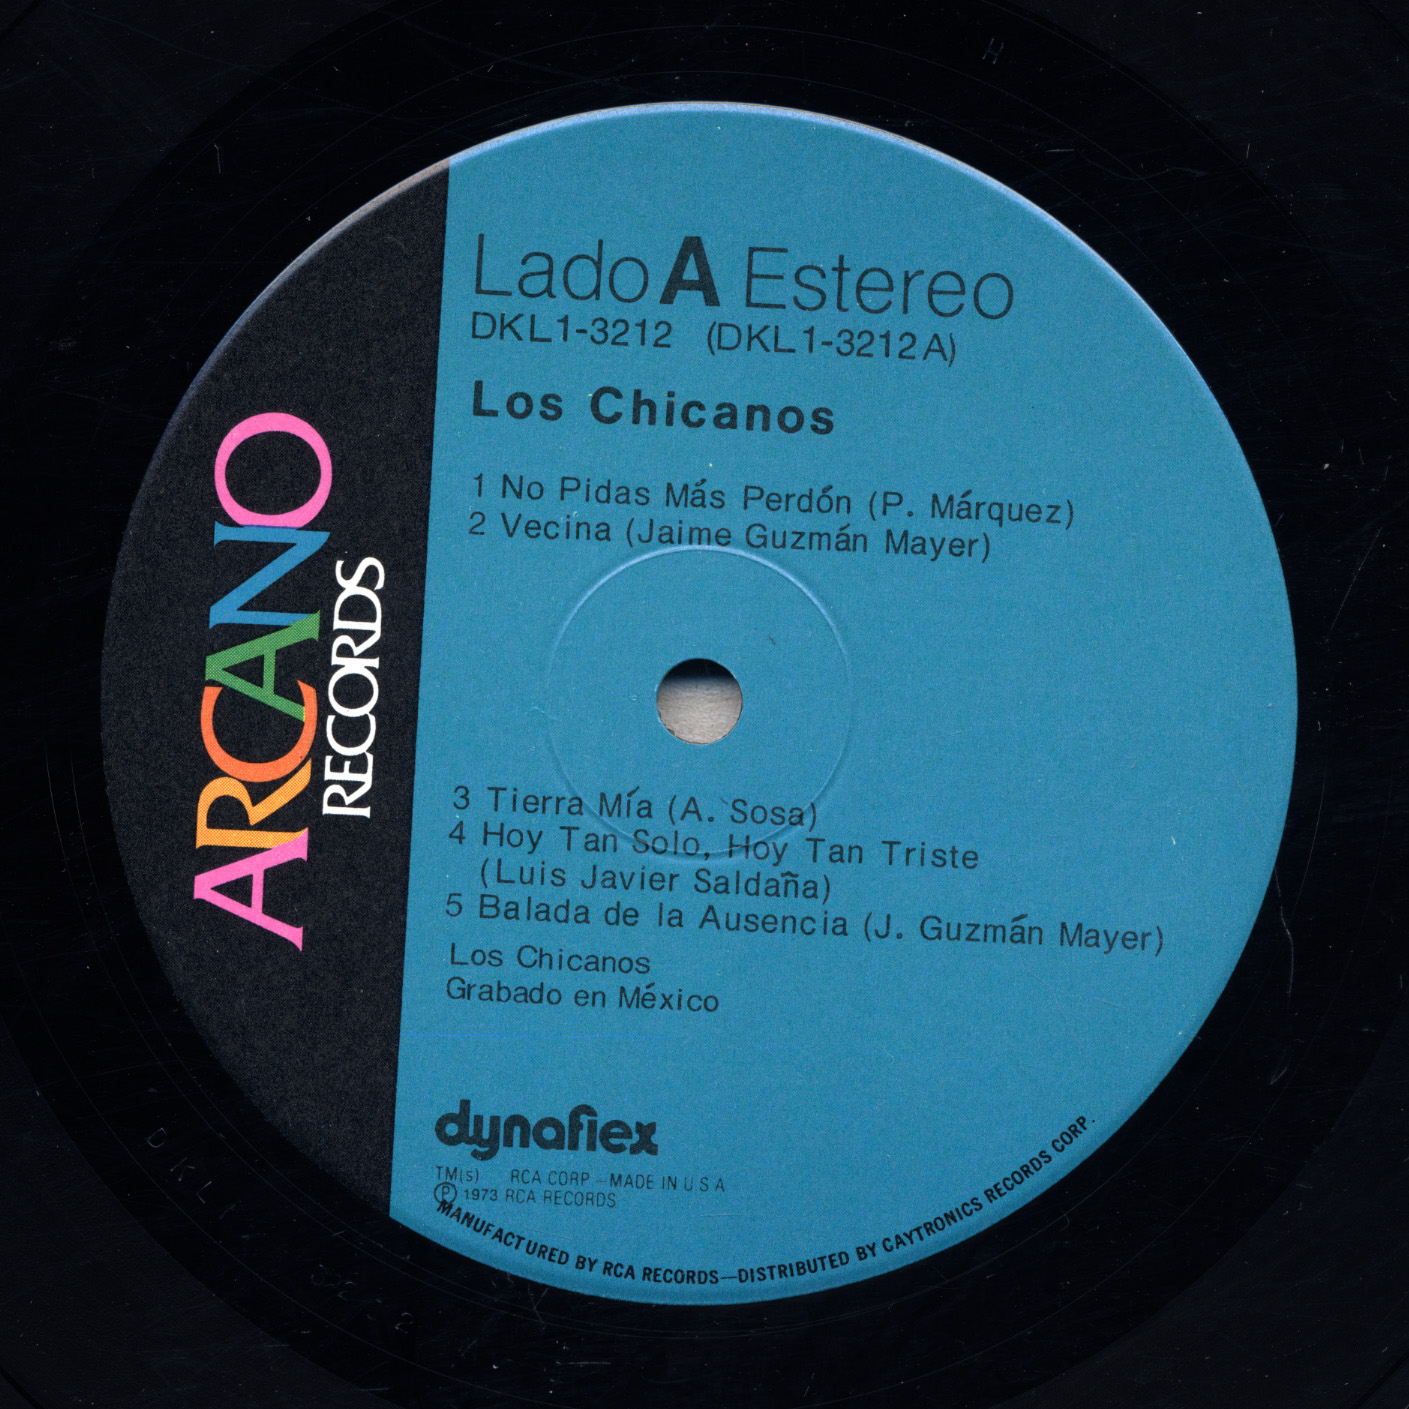 Lado A Estereo
DKL1-3212 (DKL1-3212A)
Los Chicanos
1 No Pidas Más Perdón (P. Márquez)
2 Vecina (Jaime Guzmán Mayer)
3 Tierra Mía (A. Sosa)
4 Hoy Tan Solo, Hoy Tan Triste
(Luis Javier Saldaña)
5 Balada de la Ausencia (J. Guzmán Mayer)
Los Chicanos
Grabado en México
dynaflex
TM(s) RCA CORP – MADE IN U.S.A
Ⓟ 1973 RCA RECORDS
MANUFACTURED BY RCA RECORDS—DISTRIBUTED BY CAYTRONICS RECORDS CORP.
ARCANO
RECORDS
H
DKL